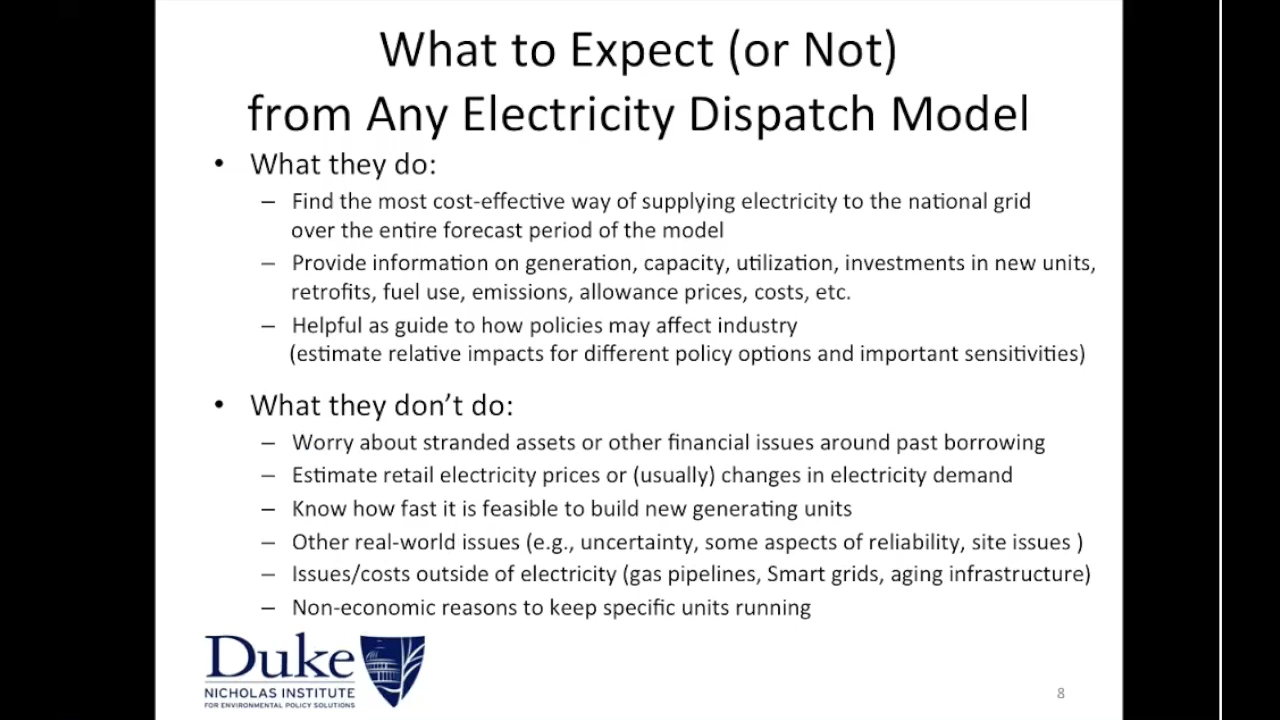 What to Expect (or Not)
from Any Electricity Dispatch Model
• What they do:
– Find the most cost-effective way of supplying electricity to the national grid
over the entire forecast period of the model
– Provide information on generation, capacity, utilization, investments in new units,
retrofits, fuel use, emissions, allowance prices, costs, etc.
– Helpful as guide to how policies may affect industry
(estimate relative impacts for different policy options and important sensitivities)
• What they don’t do:
– Worry about stranded assets or other financial issues around past borrowing
– Estimate retail electricity prices or (usually) changes in electricity demand
– Know how fast it is feasible to build new generating units
– Other real-world issues (e.g., uncertainty, some aspects of reliability, site issues )
– Issues/costs outside of electricity (gas pipelines, Smart grids, aging infrastructure)
– Non-economic reasons to keep specific units running
Duke
NICHOLAS INSTITUTE
FOR ENVIRONMENTAL POLICY SOLUTIONS
8